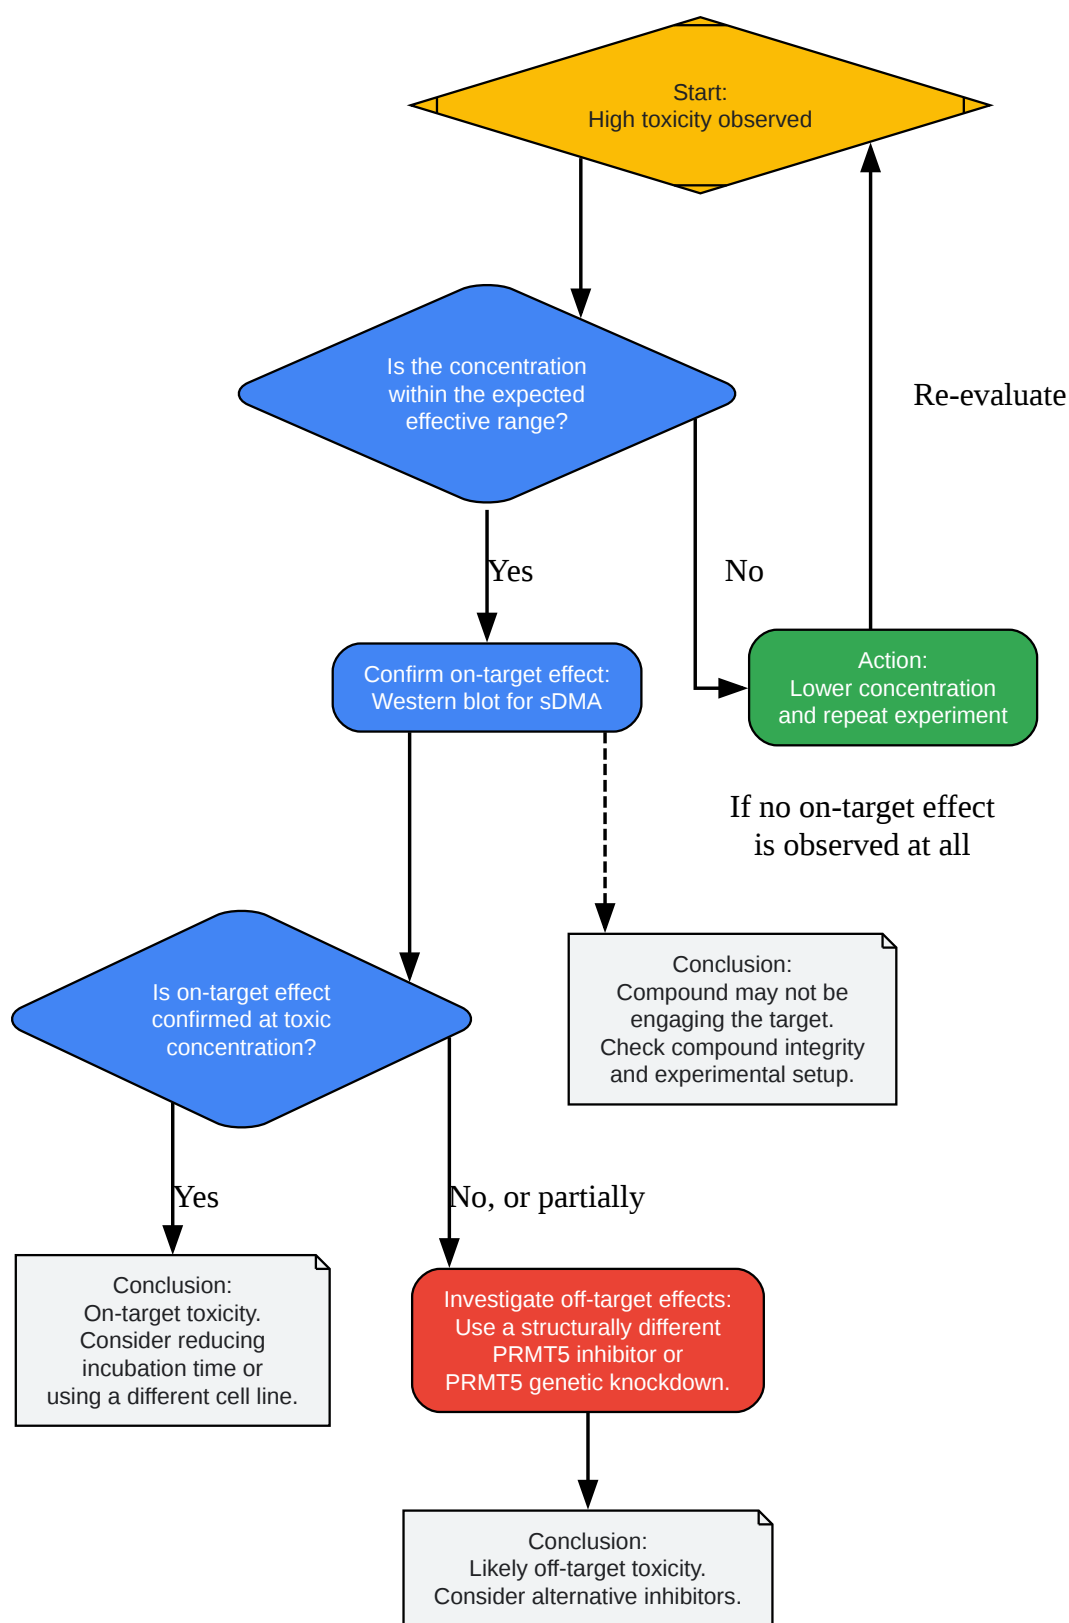 Start:
High toxicity observed
Is the concentration
within the expected
effective range?
Re-evaluate
Yes
No
Confirm on-target effect:
Western blot for sDMA
Action:
Lower concentration
and repeat experiment
If no on-target effect
is observed at all
Is on-target effect
confirmed at toxic
concentration?
Conclusion:
Compound may not be
engaging the target.
Check compound integrity
and experimental setup.
Yes
No, or partially
Conclusion:
On-target toxicity.
Consider reducing
incubation time or
using a different cell line.
Investigate off-target effects:
Use a structurally different
PRMT5 inhibitor or
PRMT5 genetic knockdown.
Conclusion:
Likely off-target toxicity.
Consider alternative inhibitors.